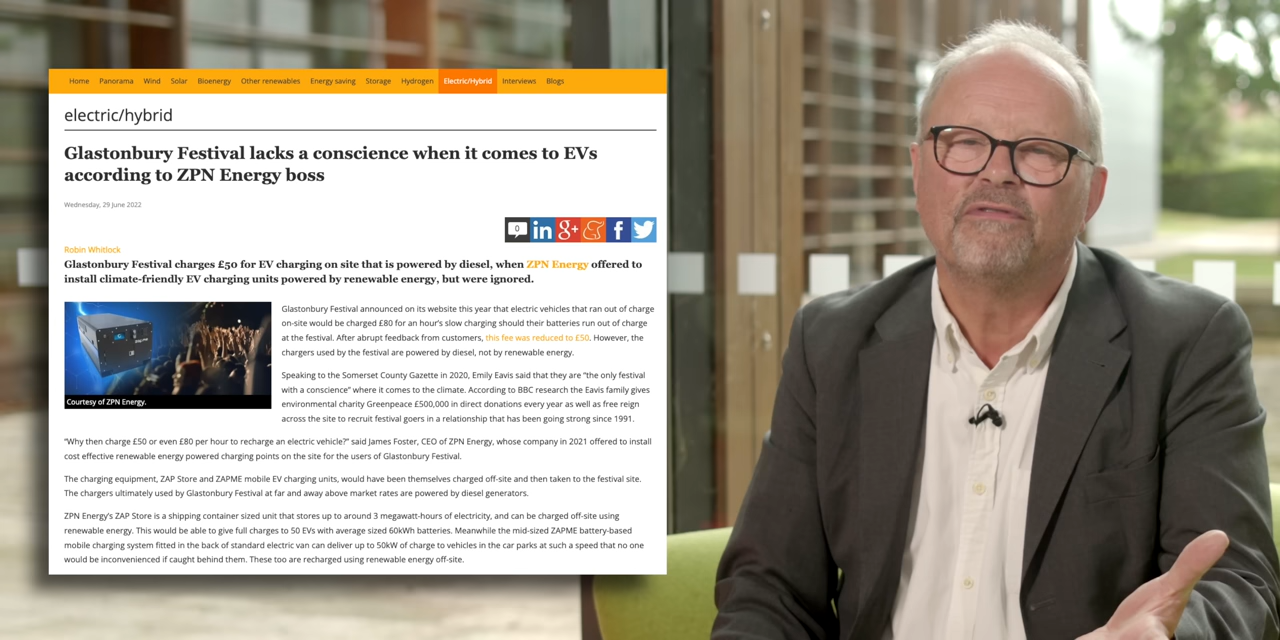 Home Panorama Wind Solar Bioenergy Other renewables Energy saving Storage Hydrogen Electric/Hybrid Interviews Blogs
electric/hybrid
Glastonbury Festival lacks a conscience when it comes to EVs
according to ZPN Energy boss
Wednesday, 29 June 2022
0 in g+ f
Robin Whitlock
Glastonbury Festival charges £50 for EV charging on site that is powered by diesel, when ZPN Energy offered to
install climate-friendly EV charging units powered by renewable energy, but were ignored.
Glastonbury Festival announced on its website this year that electric vehicles that ran out of charge
on-site would be charged £80 for an hour's slow charging should their batteries run out of charge
at the festival. After abrupt feedback from customers, this fee was reduced to £50. However, the
chargers used by the festival are powered by diesel, not by renewable energy.
Speaking to the Somerset County Gazette in 2020, Emily Eavis said that they are “the only festival
with a conscience” where it comes to the climate. According to BBC research the Eavis family gives
environmental charity Greenpeace £500,000 in direct donations every year as well as free reign
across the site to recruit festival goers in a relationship that has been going strong since 1991.
Courtesy of ZPN Energy.
“Why then charge £50 or even £80 per hour to recharge an electric vehicle?” said James Foster, CEO of ZPN Energy, whose company in 2021 offered to install
cost effective renewable energy powered charging points on the site for the users of Glastonbury Festival.
The charging equipment, ZAP Store and ZAPME mobile EV charging units, would have been themselves charged off-site and then taken to the festival site.
The chargers ultimately used by Glastonbury Festival at far and away above market rates are powered by diesel generators.
ZPN Energy's ZAP Store is a shipping container sized unit that stores up to around 3 megawatt-hours of electricity, and can be charged off-site using
renewable energy. This would be able to give full charges to 50 EVs with average sized 60kWh batteries. Meanwhile the mid-sized ZAPME battery-based
mobile charging system fitted in the back of standard electric van can deliver up to 50kW of charge to vehicles in the car parks at such a speed that no one
would be inconvenienced if caught behind them. These too are recharged using renewable energy off-site.